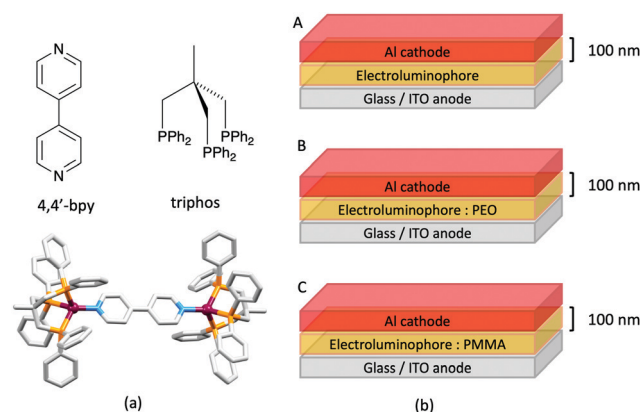 N
N
4,4'-bpy
PPh2
PPh2
PPh2
triphos
(a)
A
Al cathode
100 nm
Electroluminophore
Glass / ITO anode
B
Al cathode
100 nm
Electroluminophore : PEO
Glass / ITO anode
C
Al cathode
100 nm
Electroluminophore : PMMA
Glass / ITO anode
(b)